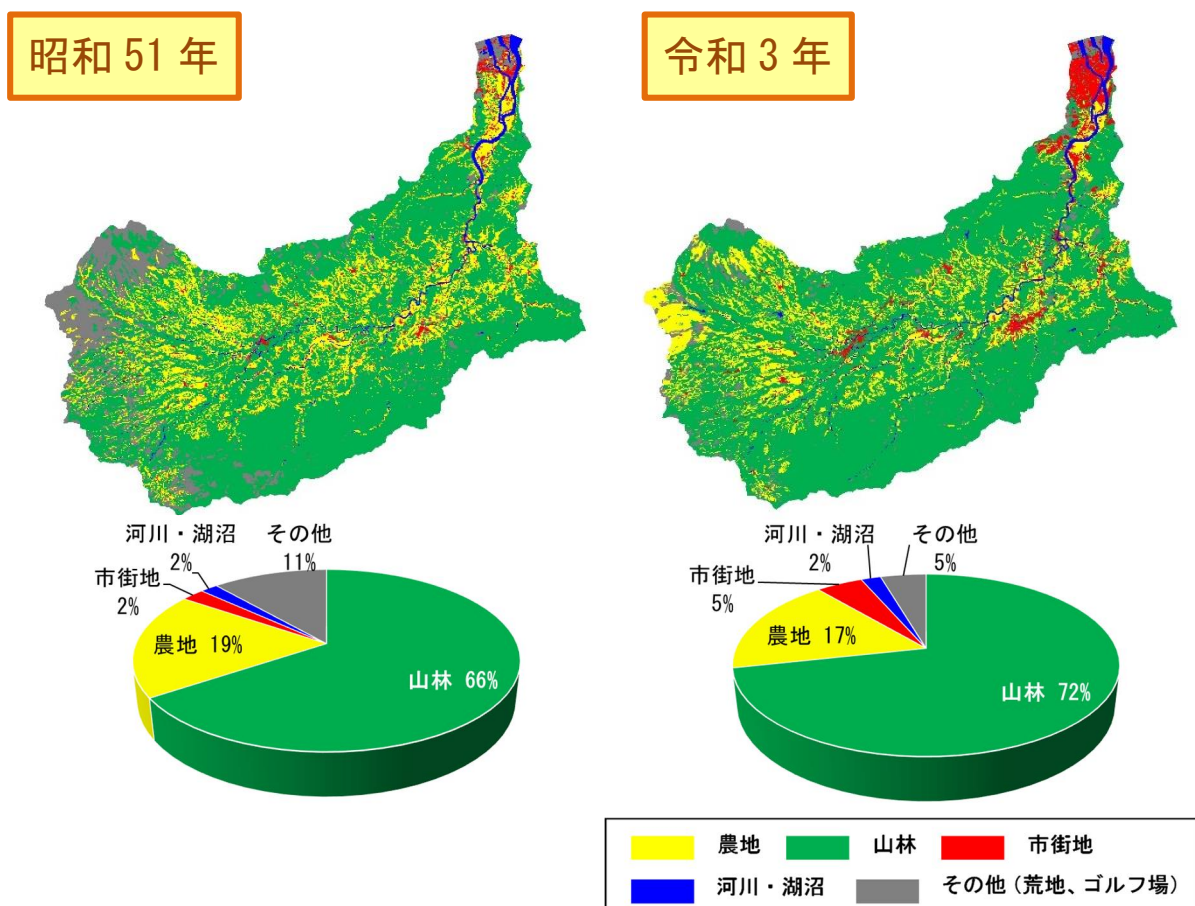 昭和 51 年
令和 3 年
河川・湖沼
2%
その他
11%
市街地
2%
農地 19%
山林 66%
河川・湖沼
2%
その他
5%
市街地
5%
農地 17%
山林 72%
農地
山林
市街地
河川・湖沼
その他（荒地、ゴルフ場）